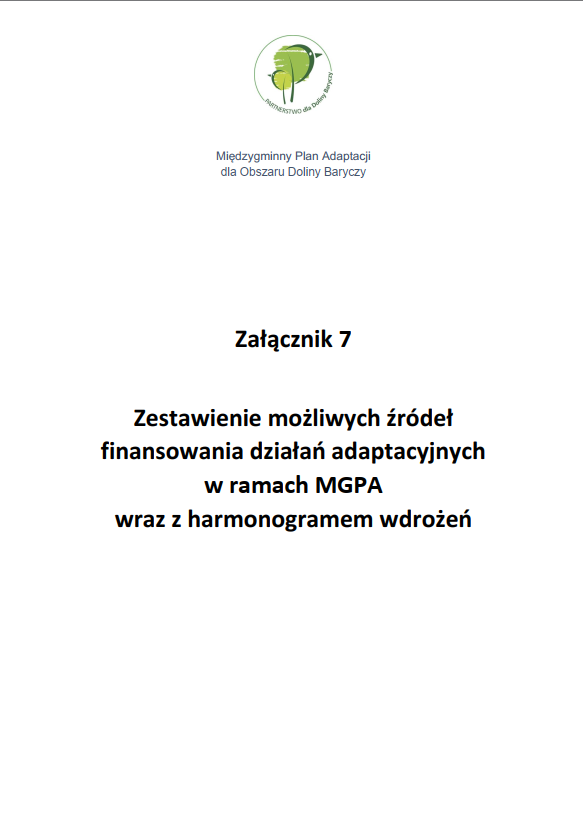 PARTNERSTWO dla Doliny Baryczy
Międzygminny Plan Adaptacji
dla Obszaru Doliny Baryczy
Załącznik 7
Zestawienie możliwych źródeł
finansowania działań adaptacyjnych
w ramach MGPA
wraz z harmonogramem wdrożeń